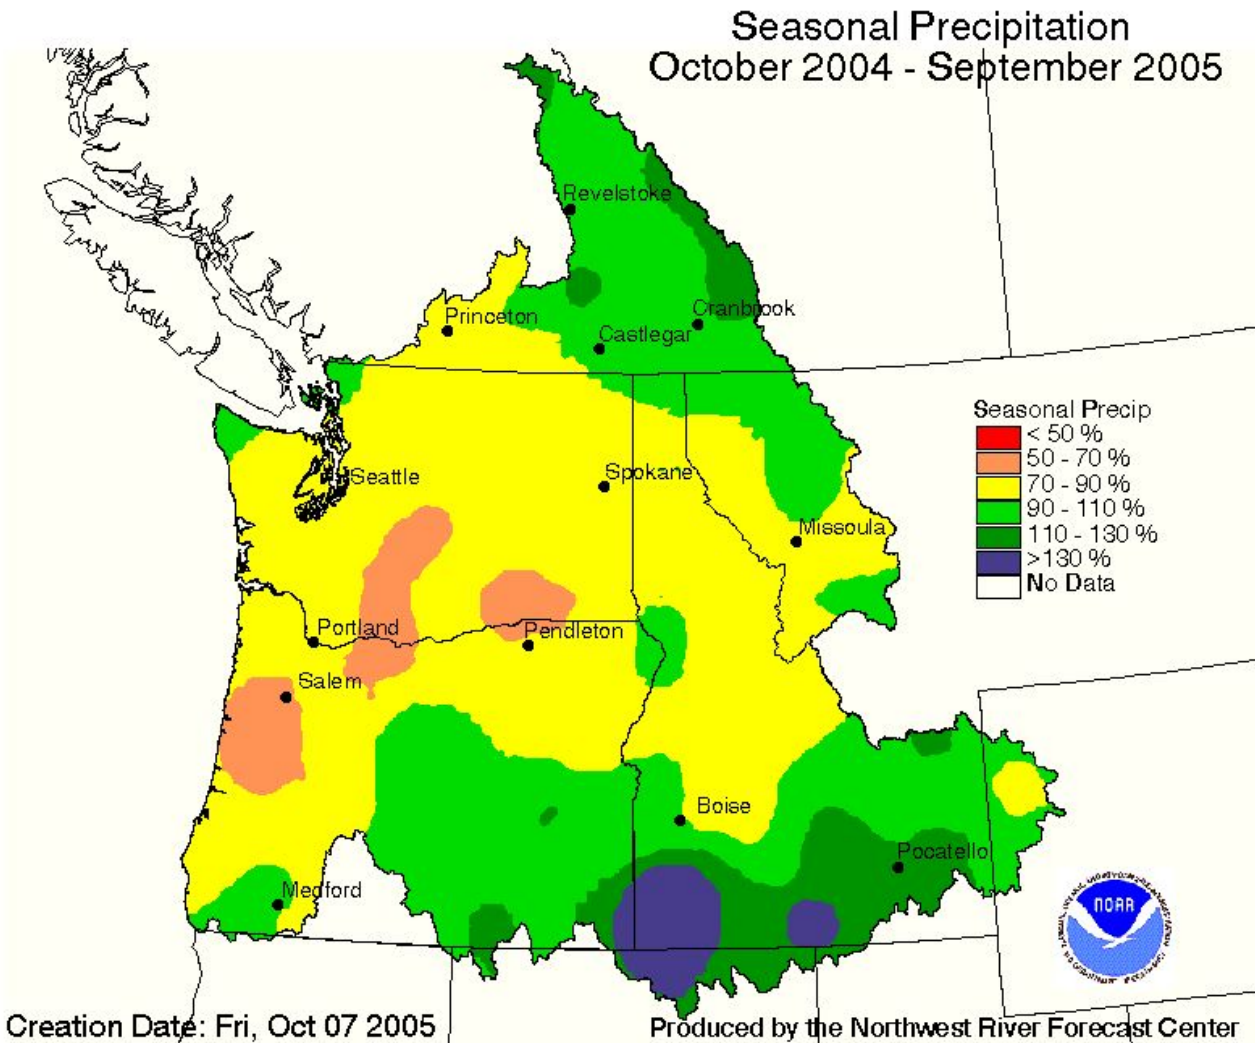 Seasonal Precipitation
October 2004 - September 2005
Revelstoke
Princeton
Cranbrook
Castlegar
Seasonal Precip
< 50 %
50 - 70 %
70 - 90 %
90 - 110 %
110 - 130 %
>130 %
No Data
Seattle
Spokane
Missoula
Portland
Pendleton
Salem
Boise
Pocatello
Medford
NOAA
Creation Date: Fri, Oct 07 2005
Produced by the Northwest River Forecast Center